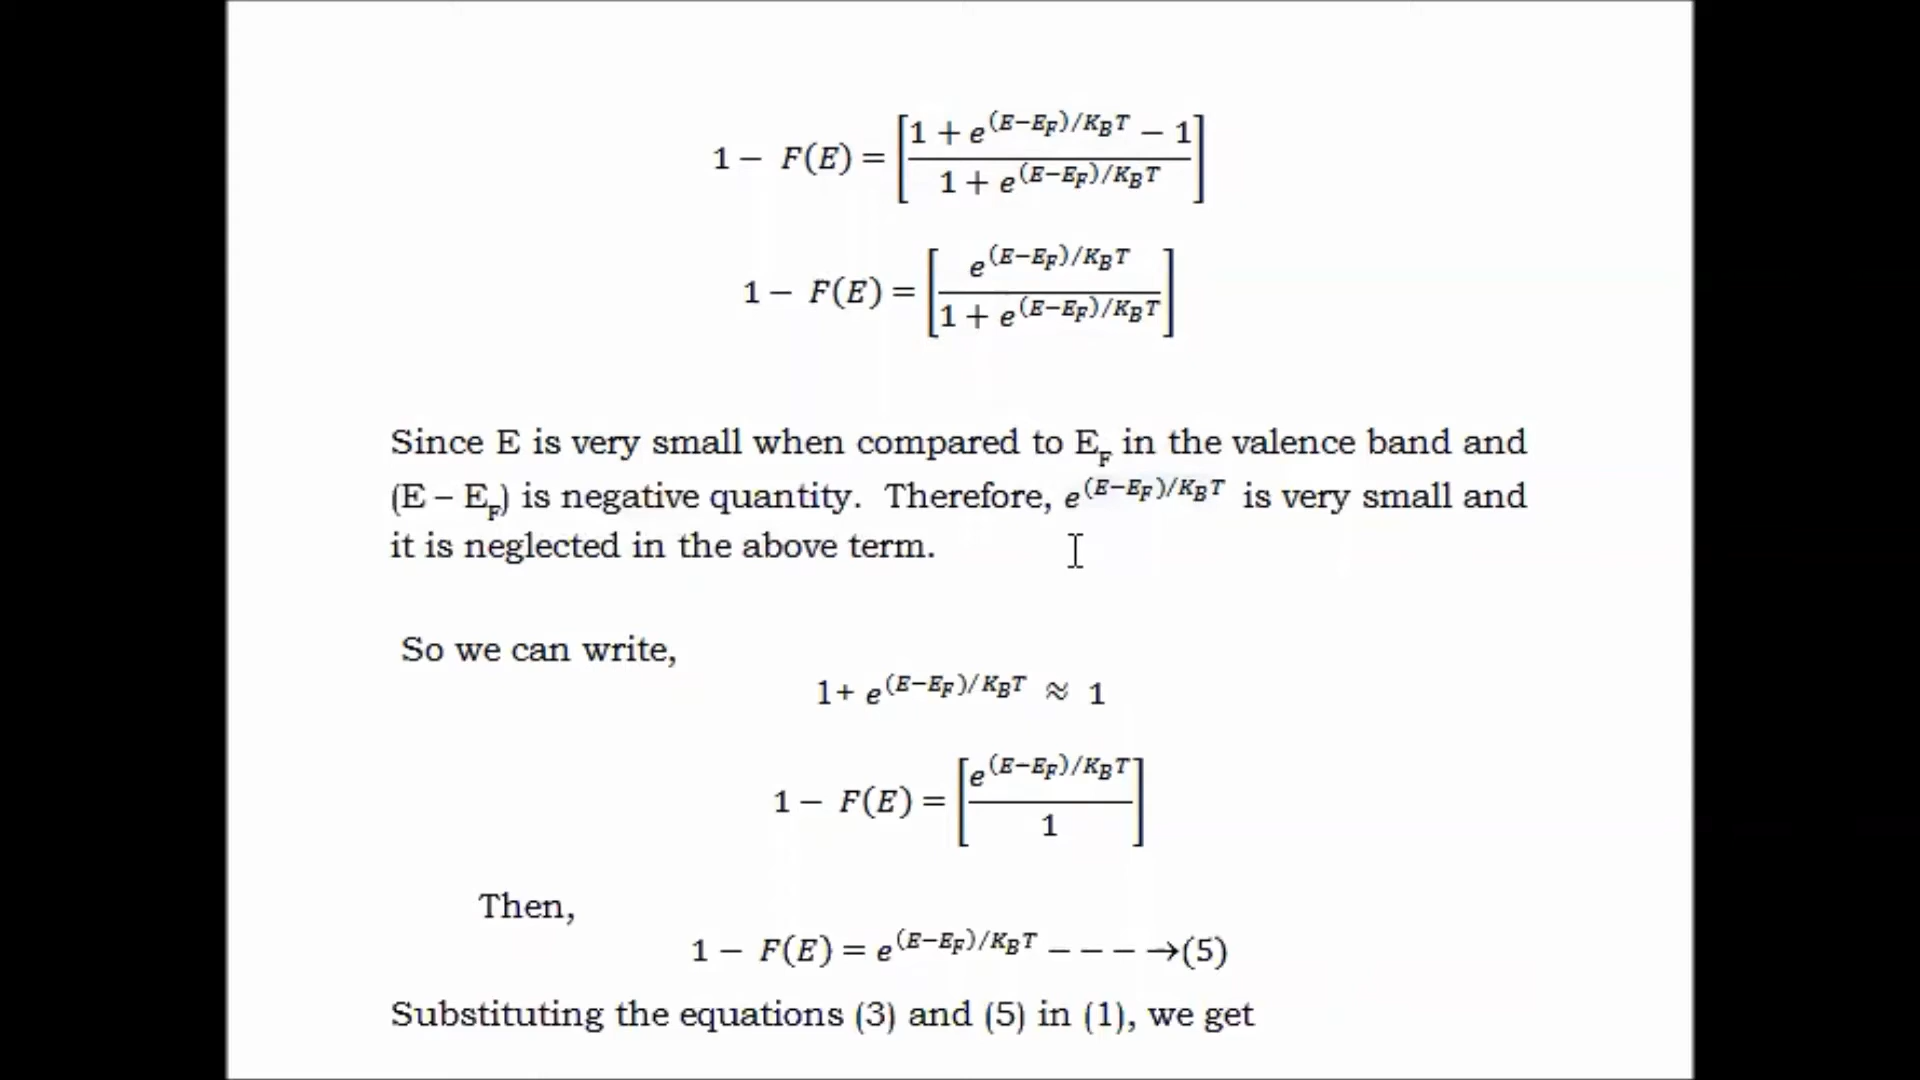 1 − F(E) = [1 + e^(E−E_F)/K_BT − 1 / 1 + e^(E−E_F)/K_BT]
1 − F(E) = [e^(E−E_F)/K_BT / 1 + e^(E−E_F)/K_BT]
Since E is very small when compared to E_F in the valence band and
(E – E_F) is negative quantity. Therefore, e^(E−E_F)/K_BT is very small and
it is neglected in the above term.
So we can write,
1+ e^(E−E_F)/K_BT ≈ 1
1 − F(E) = [e^(E−E_F)/K_BT / 1]
Then,
1 − F(E) = e^(E−E_F)/K_BT − − − −→(5)
Substituting the equations (3) and (5) in (1), we get